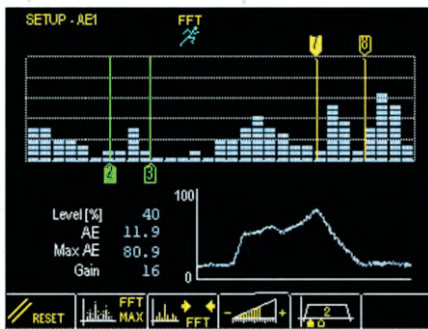 SETUP - AE1
FFT
7 8
2 3
100
Level [%] 40
AE 11.9
Max AE 80.9
Gain 16
0
RESET
FFT
MAX
FFT
- +
2